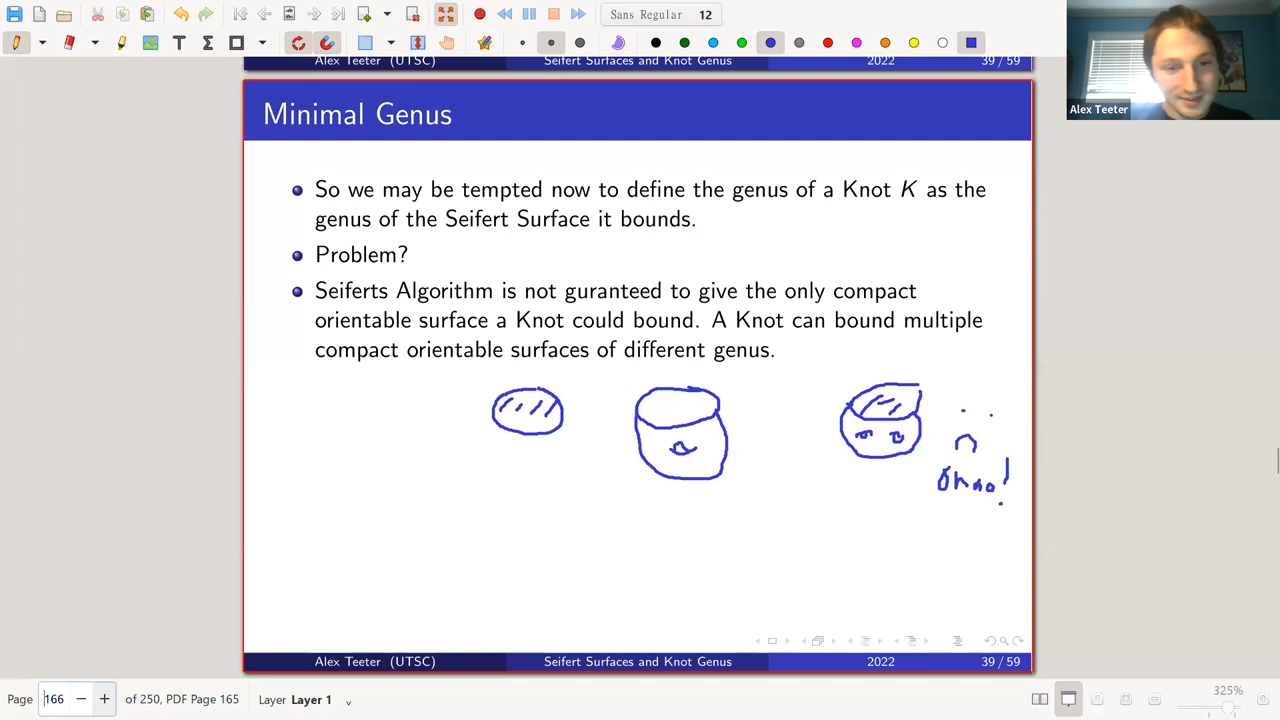 Sans Regular 12
Alex Teeter
Alex Teeter (UTSC) Seifert Surfaces and Knot Genus 2022 39 / 59
Minimal Genus
So we may be tempted now to define the genus of a Knot K as the
genus of the Seifert Surface it bounds.
Problem?
Seiferts Algorithm is not guranteed to give the only compact
orientable surface a Knot could bound. A Knot can bound multiple
compact orientable surfaces of different genus.
Oh no!
Alex Teeter (UTSC) Seifert Surfaces and Knot Genus 2022 39 / 59
Page 166 of 250, PDF Page 165 Layer Layer 1 325%